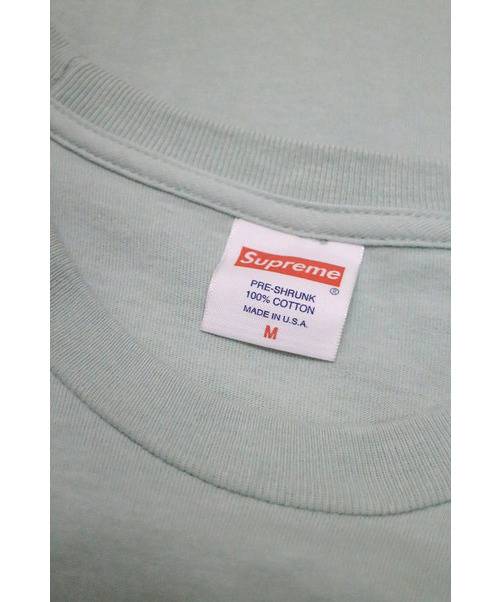 Supreme
®
PRE-SHRUNK
100% COTTON
MADE IN U.S.A.
M